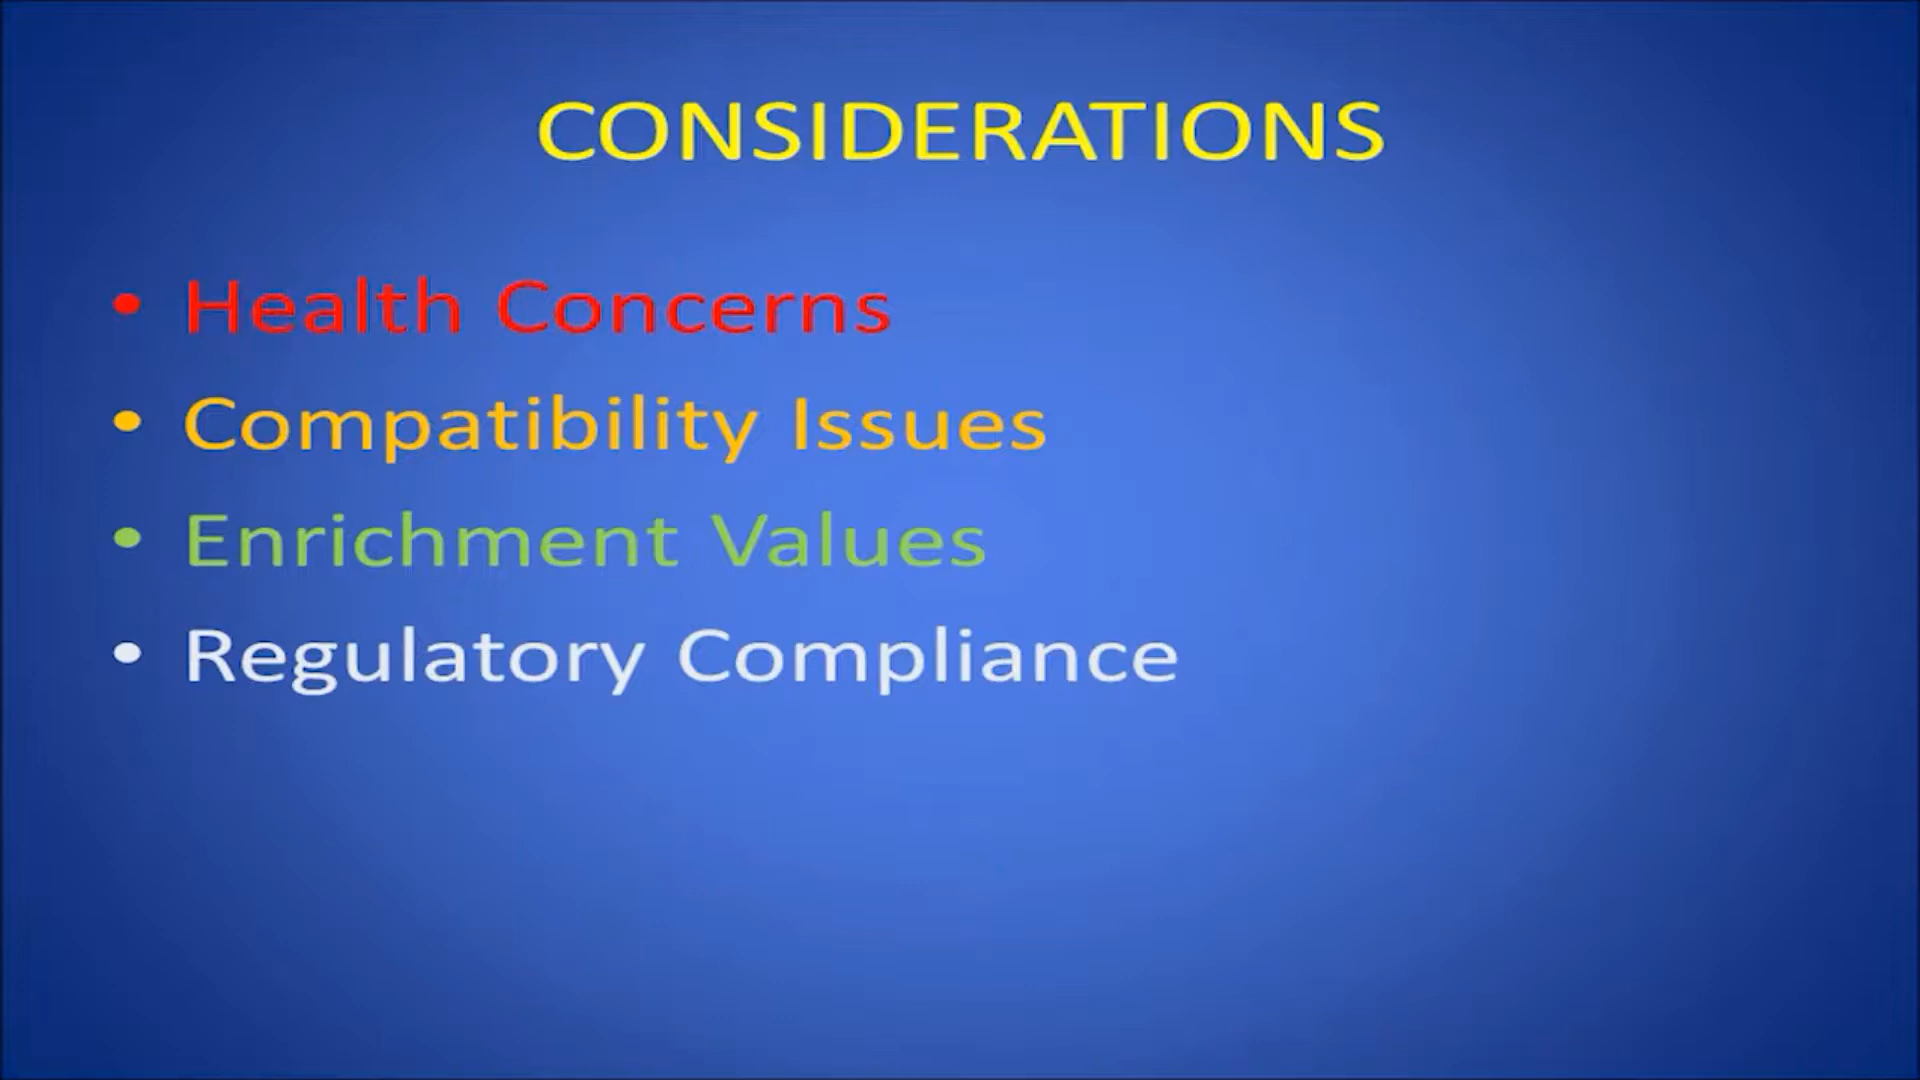 CONSIDERATIONS
• Health Concerns
• Compatibility Issues
• Enrichment Values
• Regulatory Compliance